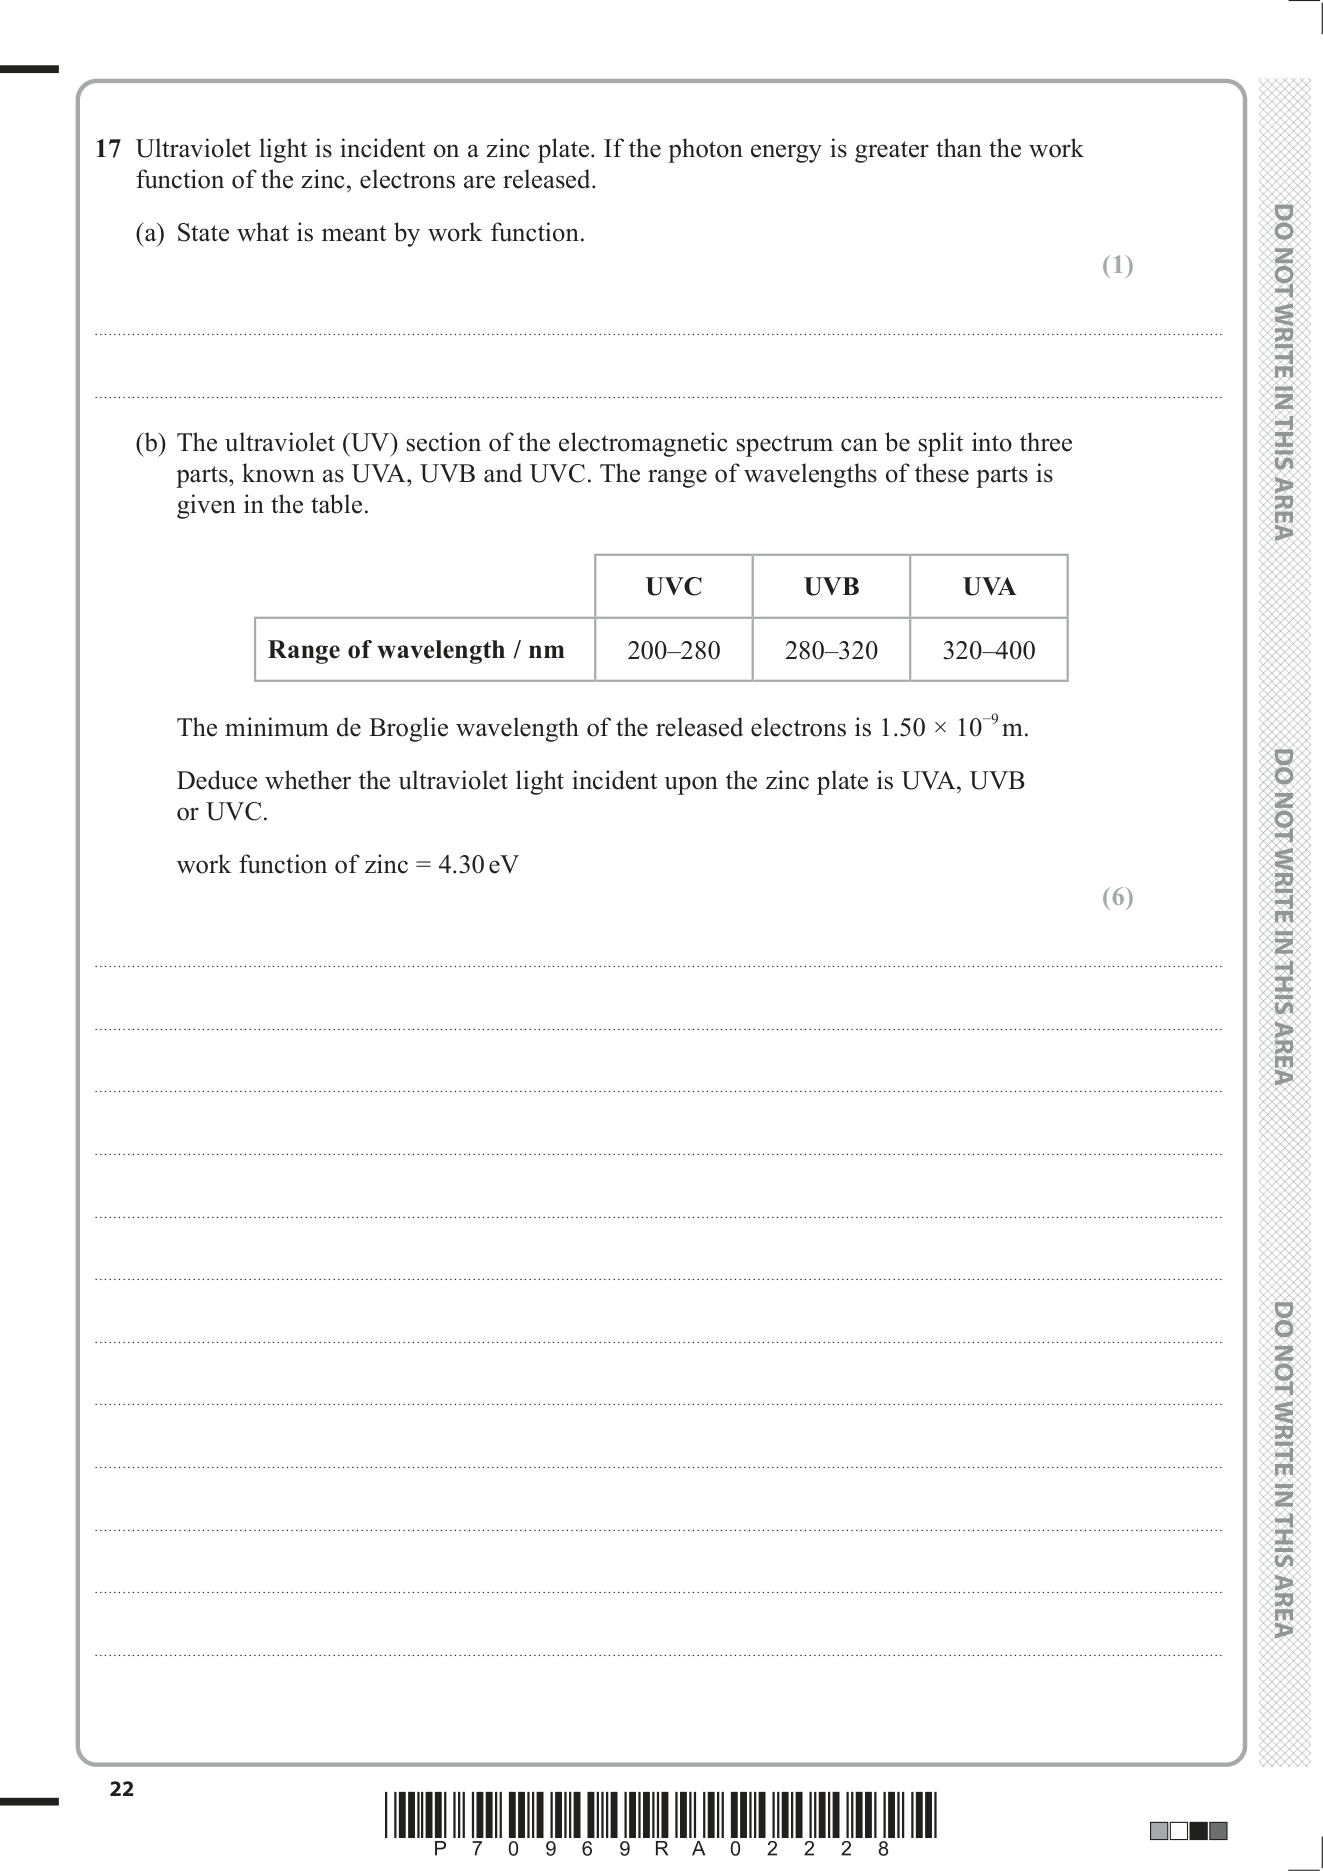 17 Ultraviolet light is incident on a zinc plate. If the photon energy is greater than the work
function of the zinc, electrons are released.
(a) State what is meant by work function.
(1)
(b) The ultraviolet (UV) section of the electromagnetic spectrum can be split into three
parts, known as UVA, UVB and UVC. The range of wavelengths of these parts is
given in the table.
UVC UVB UVA
Range of wavelength / nm 200–280 280–320 320–400
The minimum de Broglie wavelength of the released electrons is 1.50 × 10⁻⁹ m.
Deduce whether the ultraviolet light incident upon the zinc plate is UVA, UVB
or UVC.
work function of zinc = 4.30 eV
(6)
22
P 7 0 9 6 9 R A 0 2 2 2 8
DO NOT WRITE IN THIS AREA
DO NOT WRITE IN THIS AREA
DO NOT WRITE IN THIS AREA